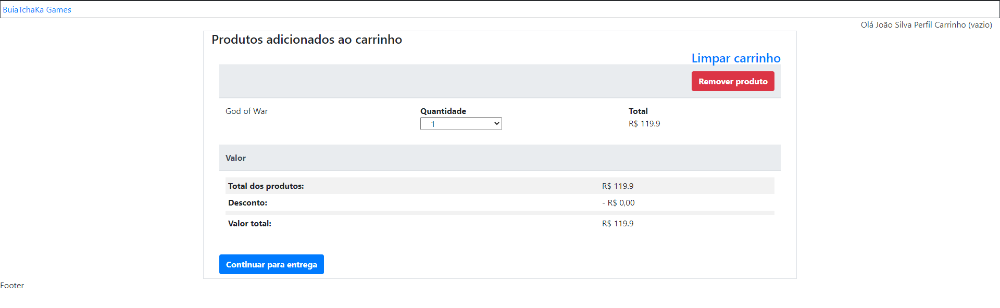 BuiaTchaKa Games
Olá João Silva Perfil Carrinho (vazio)
Produtos adicionados ao carrinho
Limpar carrinho
Remover produto
God of War
Quantidade
1
Total
R$ 119.9
Valor
Total dos produtos: R$ 119.9
Desconto: - R$ 0,00
Valor total: R$ 119.9
Continuar para entrega
Footer